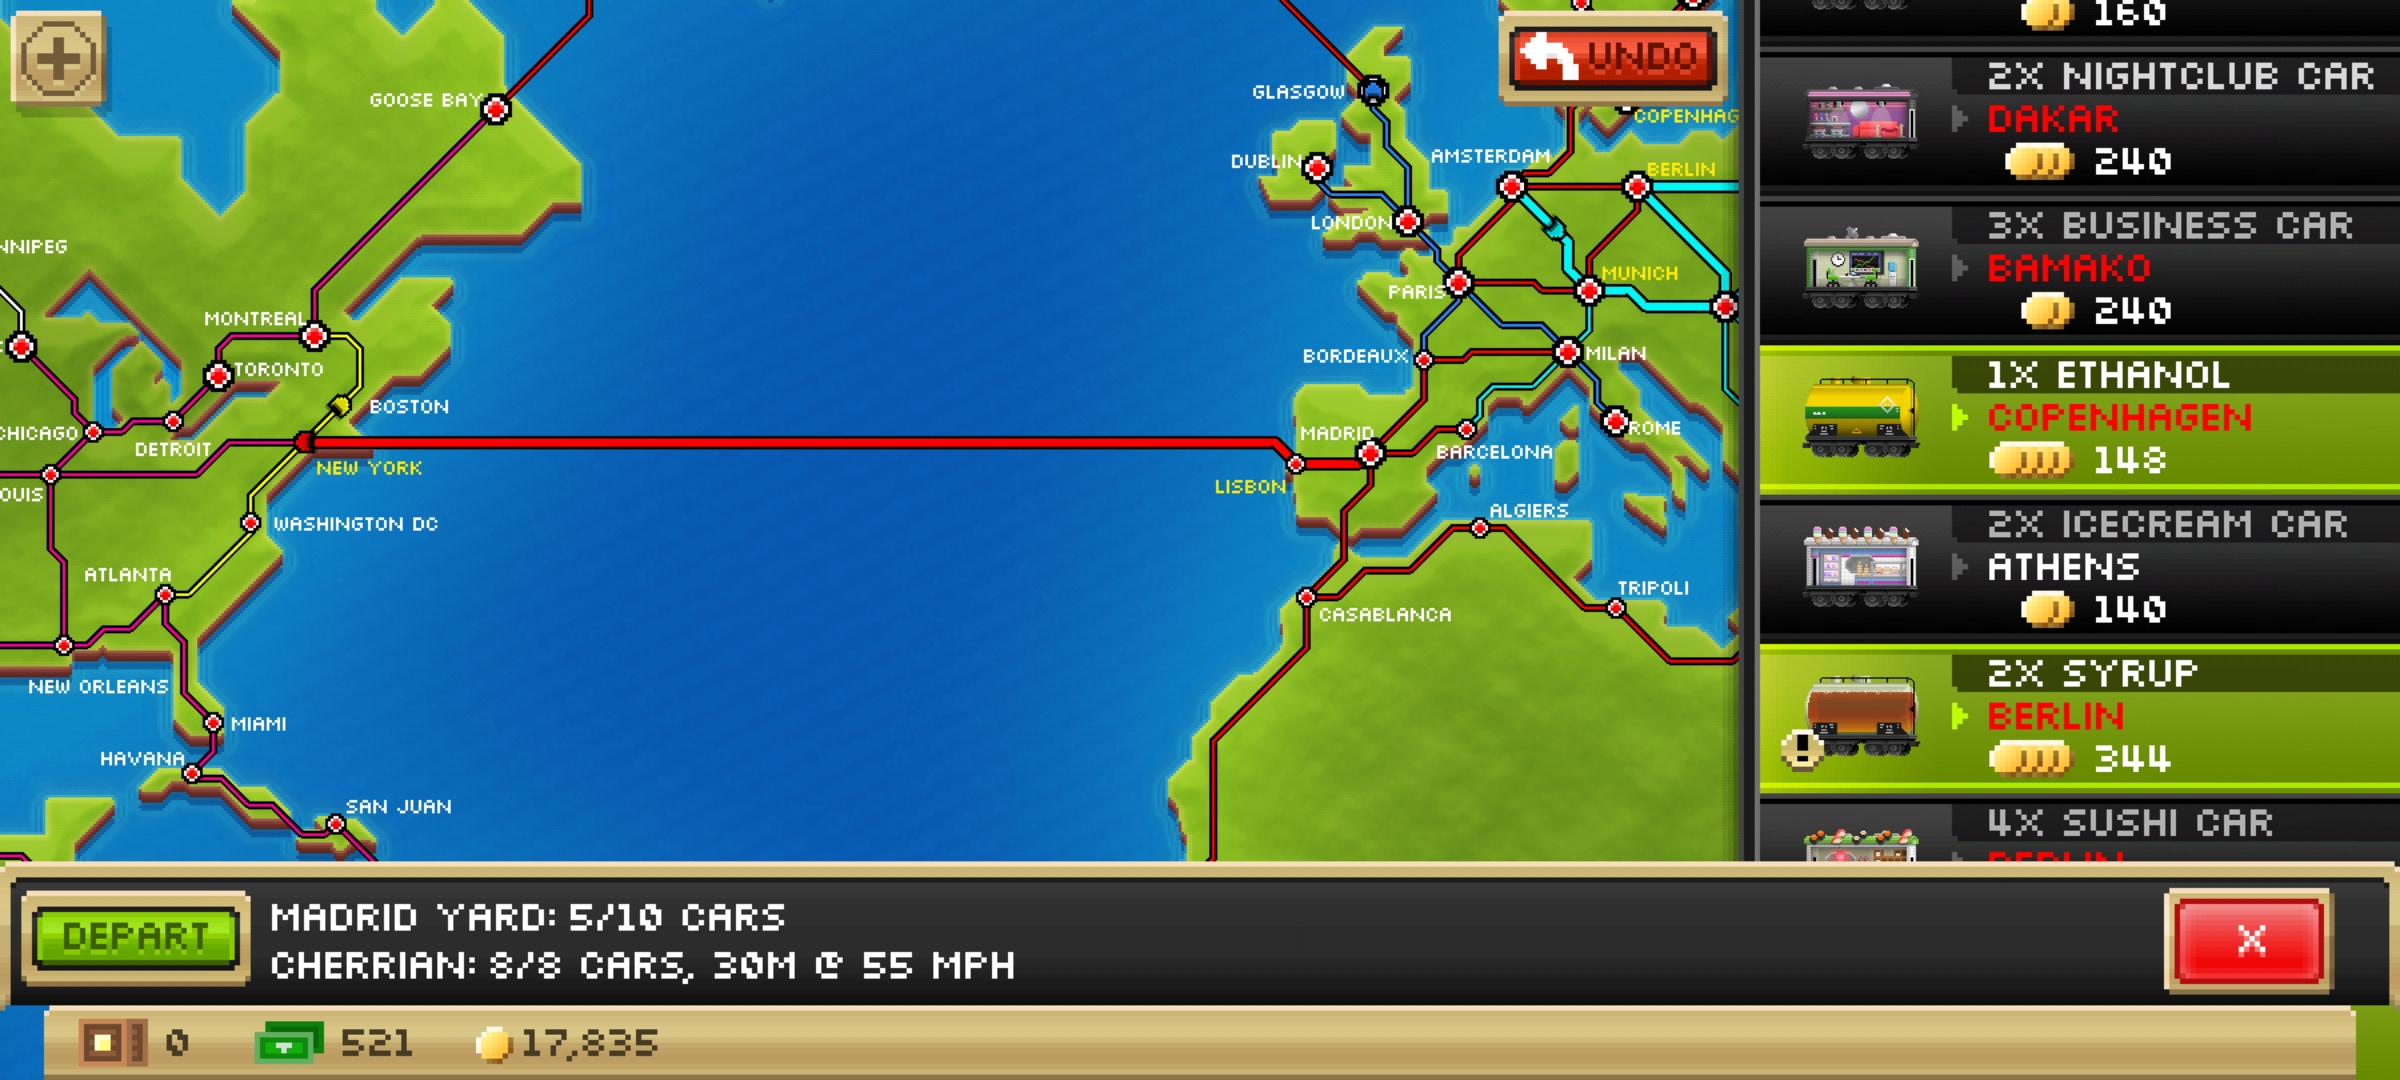 160
UNDO
2X NIGHTCLUB CAR
DAKAR
240
3X BUSINESS CAR
BAMAKO
240
1X ETHANOL
COPENHAGEN
148
2X ICECREAM CAR
ATHENS
140
2X SYRUP
BERLIN
344
4X SUSHI CAR
BERLIN
GOOSE BAY
GLASGOW
COPENHAG
DUBLIN
AMSTERDAM
BERLIN
LONDON
NNIPEG
MUNICH
PARIS
MONTREAL
BORDEAUX
MILAN
TORONTO
BOSTON
CHICAGO
DETROIT
MADRID
ROME
BARCELONA
NEW YORK
LISBON
OUIS
WASHINGTON DC
ALGIERS
ATLANTA
TRIPOLI
CASABLANCA
NEW ORLEANS
MIAMI
HAVANA
SAN JUAN
DEPART
MADRID YARD: 5/10 CARS
CHERRIAN: 8/8 CARS, 30M @ 55 MPH
X
0
521
17,835